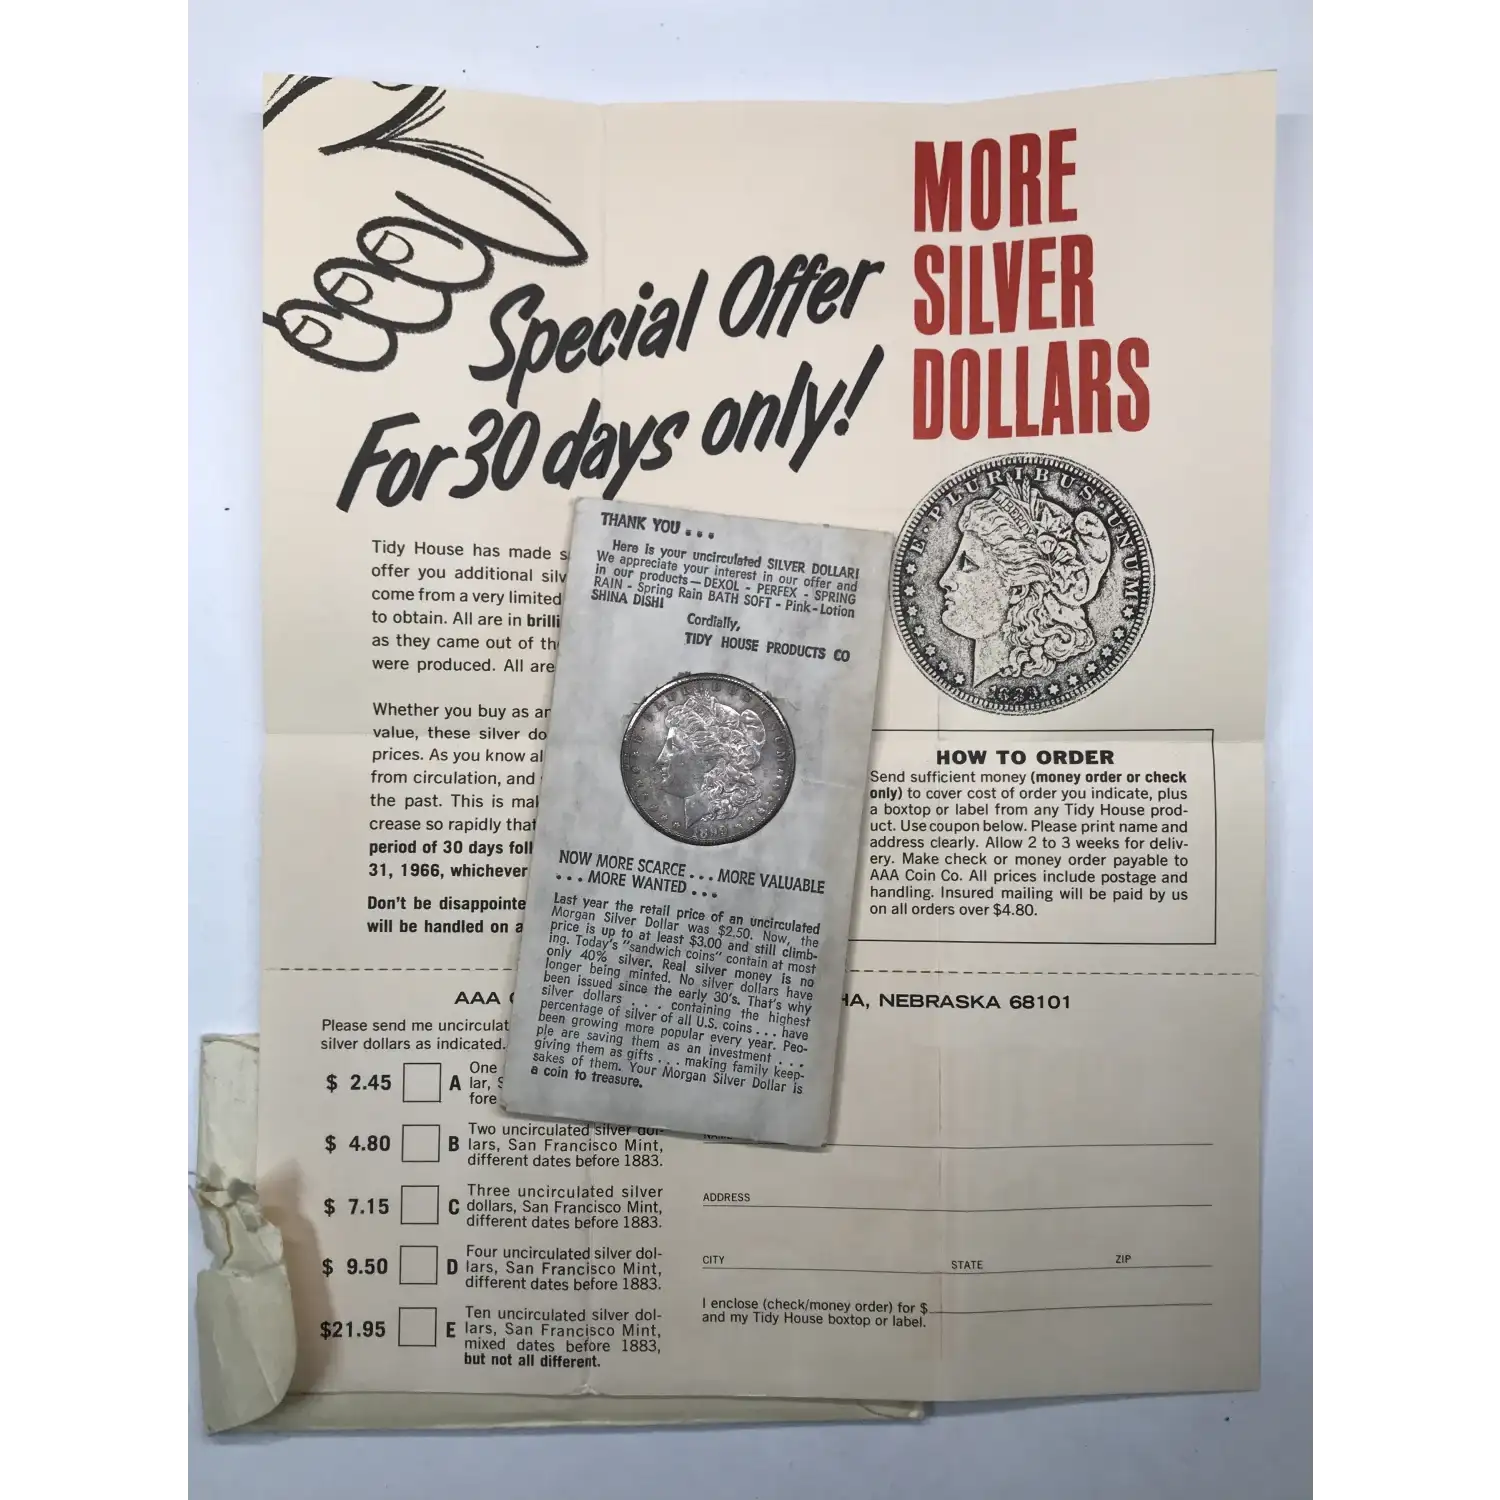 MORE
SILVER
DOLLARS
Special Offer
For 30 days only!
E·PLURIBUS·UNUM
LIBERTY
Tidy House has made
offer you additional
come from a very limited
to obtain. All are in
as they came out of
were produced. All are
Whether you buy as
value, these silver
prices. As you know
from circulation, and
the past. This is
crease so rapidly that
period of 30 days
31, 1966, whichever
Don't be
will be handled on
THANK YOU . . .
Here is your uncirculated SILVER DOLLAR!
We appreciate your interest in our offer and
in our products—DEXOL - PERFEX - SPRING
RAIN - Spring Rain BATH SOFT - Pink-Lotion
SHINA DISH!
Cordially,
TIDY HOUSE PRODUCTS CO
NOW MORE SCARCE . . . MORE VALUABLE
. . . MORE WANTED . . .
Last year the retail price of an uncirculated
Morgan Silver Dollar was $2.50. Now, the
price is up to at least $3.00 and still climb-
ing. Today's "sandwich coins" contain at most
only 40% silver. Real silver money is no
longer being minted. No silver dollars have
been issued since the early 30's. That's why
silver dollars . . . containing the highest
percentage of silver of all U.S. coins . . . have
been growing more popular every year. Peo-
ple are saving them as an investment . . .
giving them as gifts . . . making family keep-
sakes of them. Your Morgan Silver Dollar is
a coin to treasure.
HOW TO ORDER
Send sufficient money (money order or check
only) to cover cost of order you indicate, plus
a boxtop or label from any Tidy House prod-
uct. Use coupon below. Please print name and
address clearly. Allow 2 to 3 weeks for deliv-
ery. Make check or money order payable to
AAA Coin Co. All prices include postage and
handling. Insured mailing will be paid by us
on all orders over $4.80.
AAA NEBRASKA 68101
Please send me
silver dollars as indicated.
$ 2.45 A One
lar,
fore
$ 4.80 B Two uncirculated silver dol-
lars, San Francisco Mint,
different dates before 1883.
$ 7.15 C Three uncirculated silver
dollars, San Francisco Mint,
different dates before 1883.
$ 9.50 D Four uncirculated silver dol-
lars, San Francisco Mint,
different dates before 1883.
$21.95 E Ten uncirculated silver dol-
lars, San Francisco Mint,
mixed dates before 1883,
but not all different.
NAME
ADDRESS
CITY STATE ZIP
I enclose (check/money order) for $
and my Tidy House boxtop or label.